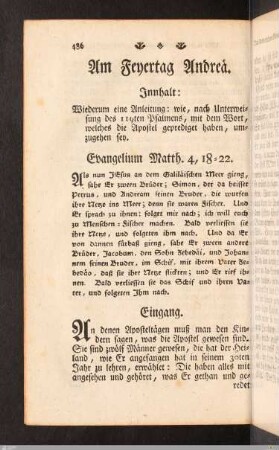 486
Am Feyertag Andreä.
Innhalt:
Wiederum eine Anleitung: wie, nach Unterwei-
sung des 119ten Psalmens, mit dem Wort,
welches die Apostel geprediget haben, um-
zugehen sey.
Evangelium Matth. 4, 18-22.
Als nun JEsus an dem Galiläischen Meer gieng,
sahe Er zween Brüder; Simon, der da heisset
Petrus, und Andream seinen Bruder, die wurfen
ihre Netze ins Meer; denn sie waren Fischer. Und
Er sprach zu ihnen: folget mir nach; ich will euch
zu Menschen-Fischer machen. Bald verliessen sie
ihre Netze, und folgeten ihm nach. Und da Er
von dannen fürbaß gieng, sahe Er zween andere
Brüder, Jacobum, den Sohn Zebedäi, und Johannem
seinen Bruder, im Schif, mit ihrem Vater Ze-
bedäo, daß sie ihre Netze flickten; und Er rief ih-
nen. Bald verliessen sie das Schif und ihren Va-
ter, und folgeten Ihm nach.
Eingang.
An denen Aposteltägen muß man den Kin-
dern sagen, was die Apostel gewesen sind.
Sie sind zwölf Männer gewesen, die hat der Hei-
land, wie Er angefangen hat in seinem 30ten
Jahr zu lehren, erwählet: Die haben alles mit
angesehen und gehöret, was Er gethan und ge-
redet